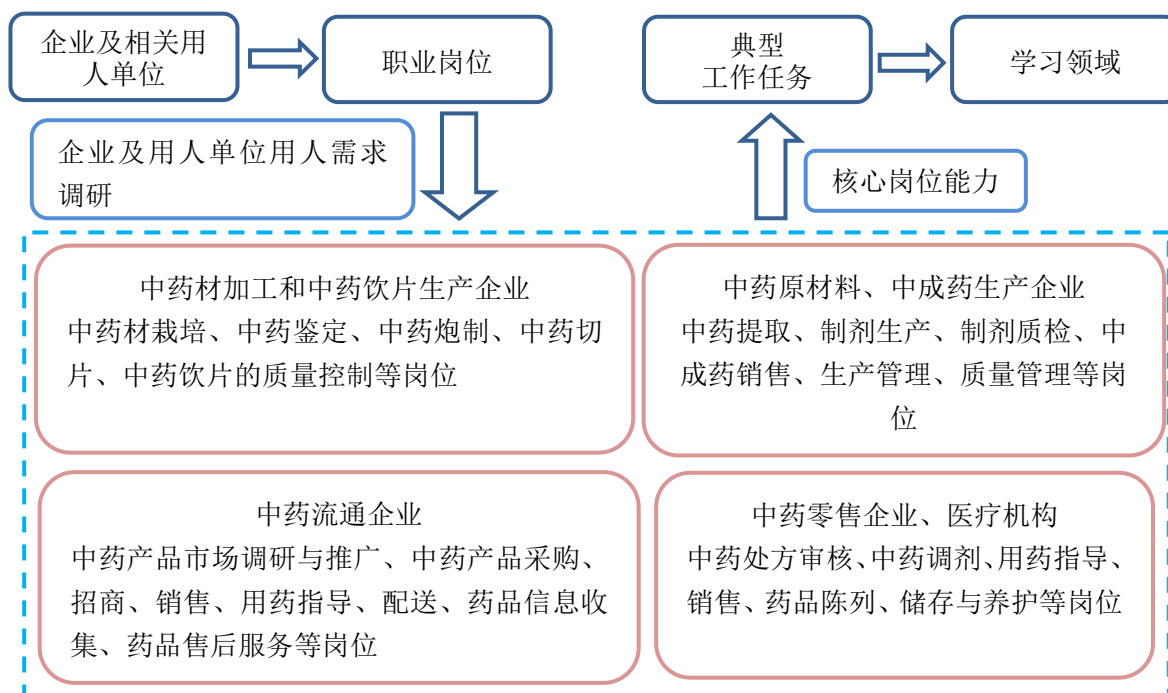 企业及相关用
人单位
职业岗位
典型
工作任务
学习领域
企业及用人单位用人需求
调研
核心岗位能力
中药材加工和中药饮片生产企业
中药材栽培、中药鉴定、中药炮制、中药切
片、中药饮片的质量控制等岗位
中药原材料、中成药生产企业
中药提取、制剂生产、制剂质检、中
成药销售、生产管理、质量管理等岗
位
中药流通企业
中药产品市场调研与推广、中药产品采购、
招商、销售、用药指导、配送、药品信息收
集、药品售后服务等岗位
中药零售企业、医疗机构
中药处方审核、中药调剂、用药指导、
销售、药品陈列、储存与养护等岗位